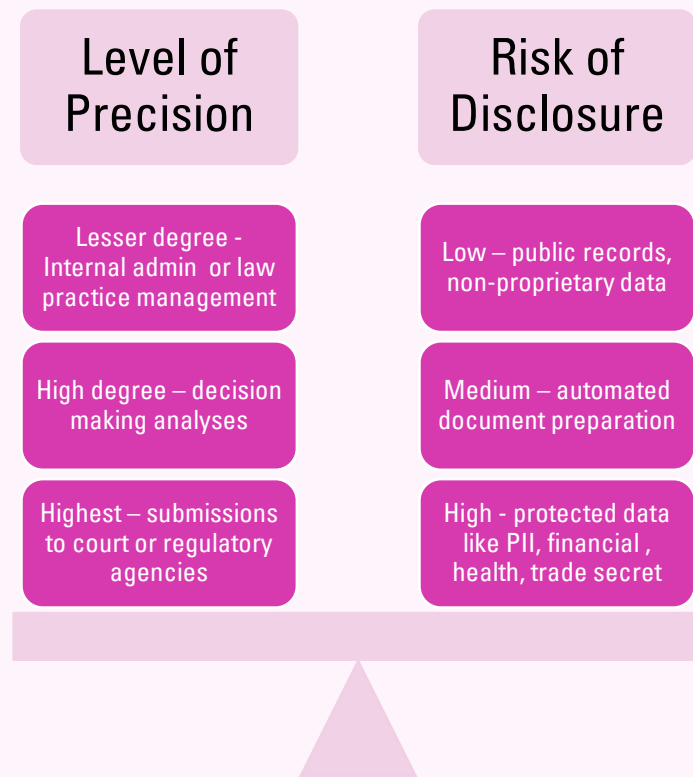 Level of
Precision
Lesser degree -
Internal admin or law
practice management
High degree – decision
making analyses
Highest – submissions
to court or regulatory
agencies
Risk of
Disclosure
Low – public records,
non-proprietary data
Medium – automated
document preparation
High - protected data
like PII, financial ,
health, trade secret